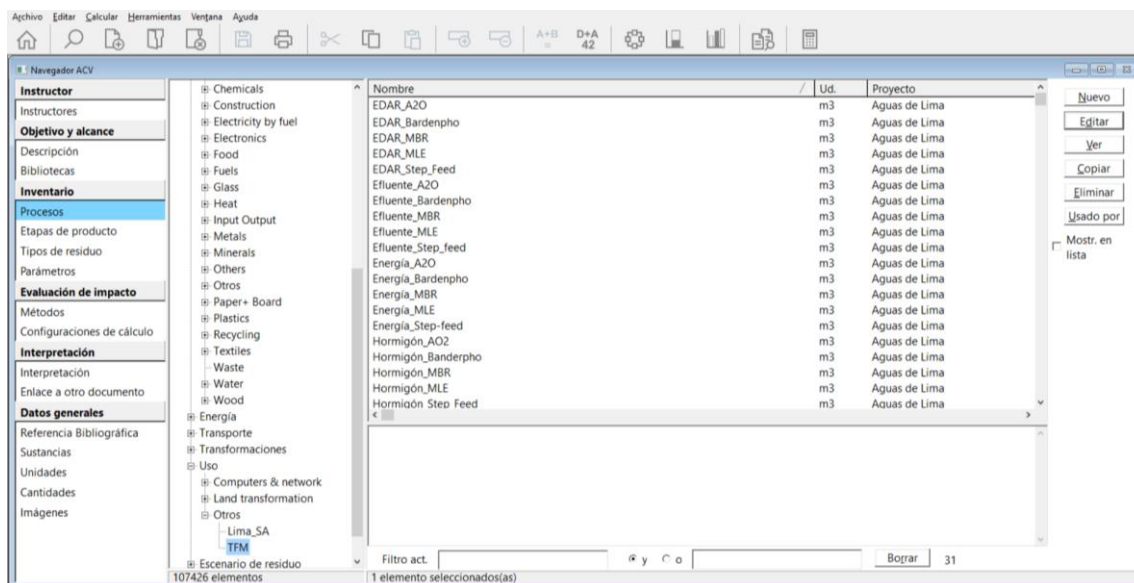 Archivo Editar Calcular Herramientas Ventana Ayuda
A+B
=
D+A
42
Navegador ACV
Instructor
Instructores
Objetivo y alcance
Descripción
Bibliotecas
Inventario
Procesos
Etapas de producto
Tipos de residuo
Parámetros
Evaluación de impacto
Métodos
Configuraciones de cálculo
Interpretación
Interpretación
Enlace a otro documento
Datos generales
Referencia Bibliográfica
Sustancias
Unidades
Cantidades
Imágenes
Chemicals
Construction
Electricity by fuel
Electronics
Food
Fuels
Glass
Heat
Input Output
Metals
Minerals
Others
Otros
Paper+ Board
Plastics
Recycling
Textiles
Waste
Water
Wood
Energía
Transporte
Transformaciones
Uso
Computers & network
Land transformation
Otros
Lima_SA
TFM
Escenario de residuo
Nombre / Ud. Proyecto
EDAR_A2O m3 Aguas de Lima
EDAR_Bardenpho m3 Aguas de Lima
EDAR_MBR m3 Aguas de Lima
EDAR_MLE m3 Aguas de Lima
EDAR_Step_Feed m3 Aguas de Lima
Efluente_A2O m3 Aguas de Lima
Efluente_Bardenpho m3 Aguas de Lima
Efluente_MBR m3 Aguas de Lima
Efluente_MLE m3 Aguas de Lima
Efluente_Step_feed m3 Aguas de Lima
Energía_A2O m3 Aguas de Lima
Energía_Bardenpho m3 Aguas de Lima
Energía_MBR m3 Aguas de Lima
Energía_MLE m3 Aguas de Lima
Energía_Step-feed m3 Aguas de Lima
Hormigón_AO2 m3 Aguas de Lima
Hormigón_Banderpho m3 Aguas de Lima
Hormigón_MBR m3 Aguas de Lima
Hormigón_MLE m3 Aguas de Lima
Hormigón Step Feed m3 Aguas de Lima
Nuevo
Editar
Ver
Copiar
Eliminar
Usado por
Mostr. en
lista
Filtro act. y o Borrar 31
107426 elementos 1 elemento seleccionados(as)